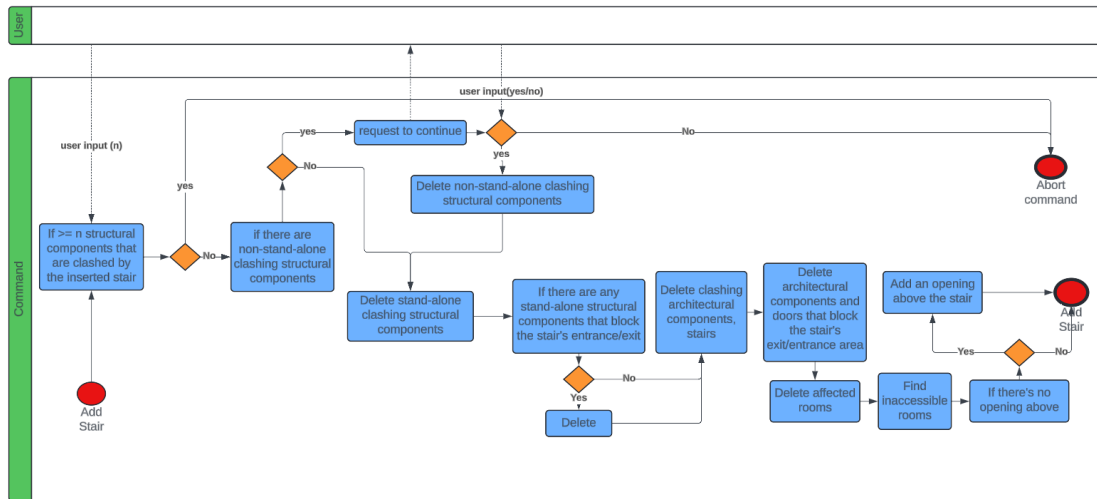 User
Command
user input(yes/no)
yes
request to continue
No
user input (n)
No
yes
yes
Delete non-stand-alone clashing
structural components
Abort
command
If >= n structural
components that
are clashed by
the inserted stair
No
if there are
non-stand-alone
clashing structural
components
Delete stand-alone
clashing structural
components
If there are any
stand-alone structural
components that block
the stair's entrance/exit
Delete clashing
architectural
components,
stairs
Delete
architectural
components and
doors that block
the stair's
exit/entrance area
Add an opening
above the stair
Add
Stair
Yes
No
No
Yes
Delete
Delete affected
rooms
Find
inaccessible
rooms
If there's no
opening above
Add
Stair